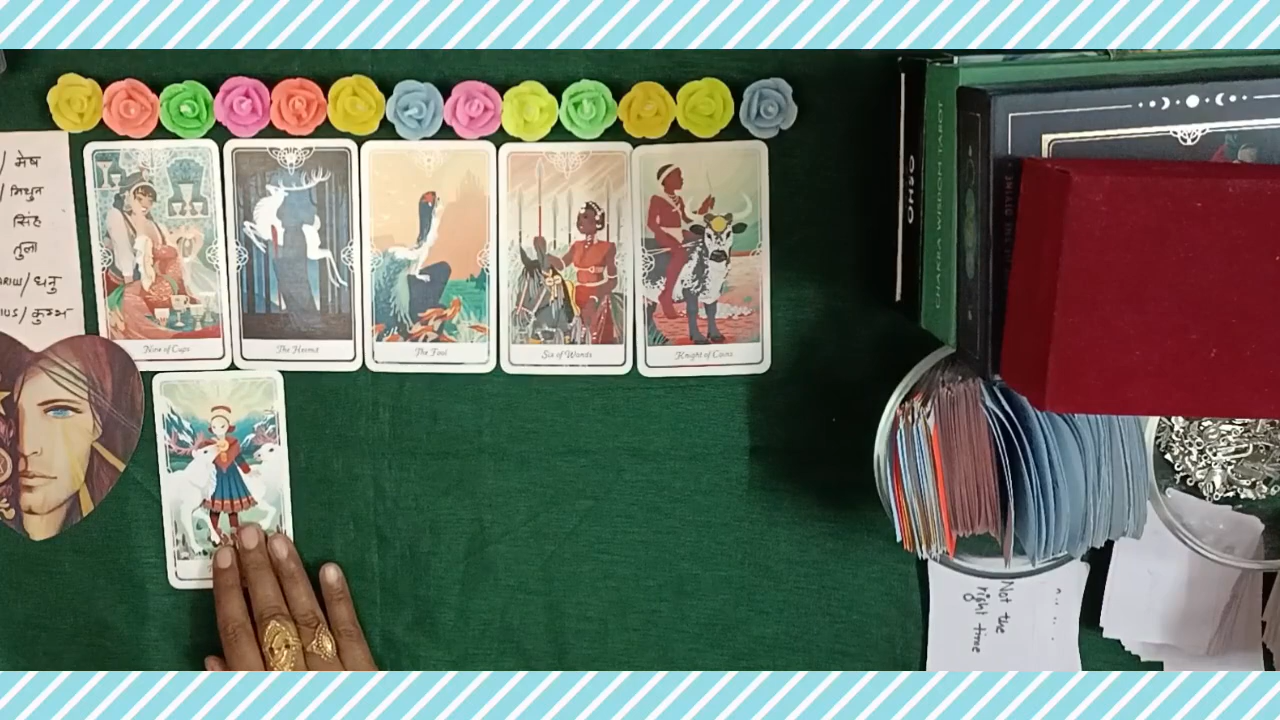 / मेष
/ मिथुन
सिंह
तुला
/ धनु
IUS / कुम्भ
Nine of Cups
The Hermit
The Fool
Six of Wands
Knight of Coins
OSHO
CHAKRA WISDOM TAROT
Not the
right time